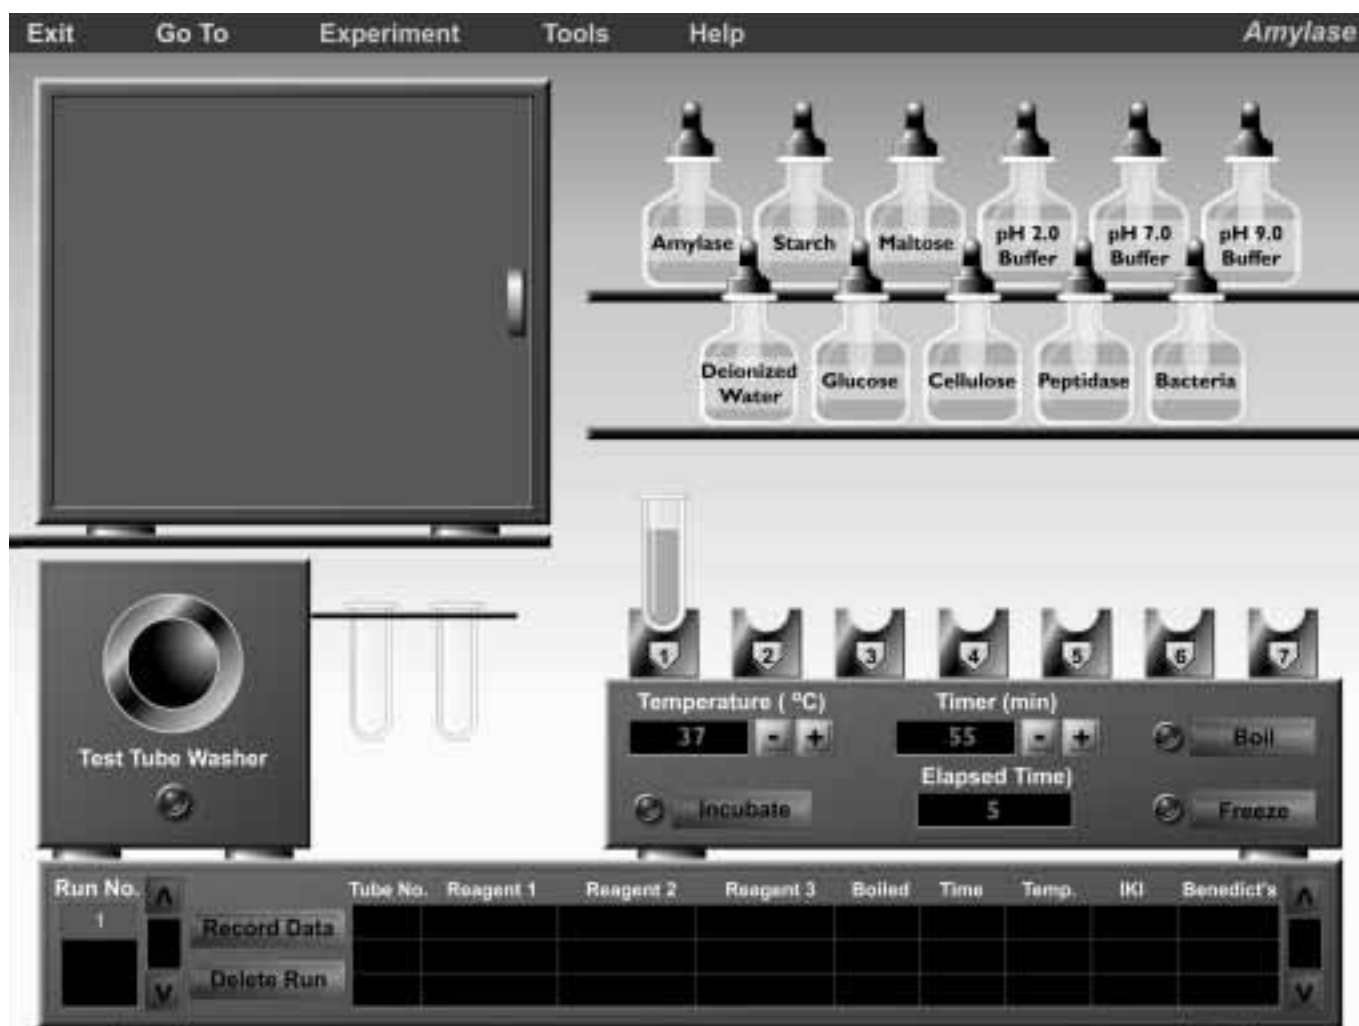 Exit Go To Experiment Tools Help Amylase
Amylase Starch Maltose pH 2.0 Buffer pH 7.0 Buffer pH 9.0 Buffer
Deionized Water Glucose Cellulose Peptidase Bacteria
1 2 3 4 5 6 7
Temperature ( ºC) Timer (min)
37 - + 55 - + Boil
Test Tube Washer
Elapsed Time)
Incubate 5 Freeze
Run No. Tube No. Reagent 1 Reagent 2 Reagent 3 Boiled Time Temp. IKI Benedict's
1
Record Data
Delete Run